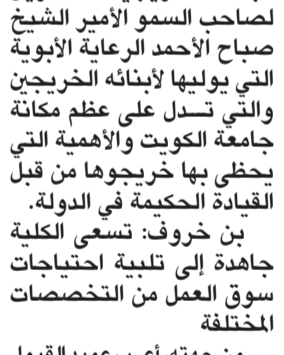 لصاحب السمو الأمير الشيخ
صباح الأحمد الرعاية الأبوية
التي يوليها لأبنائه الخريجين
والتي تدل على عظم مكانة
جامعة الكويت والأهمية التي
يحظى بها خريجوها من قبل
القيادة الحكيمة في الدولة.
بن خروف: تسعى الكلية
جاهدة إلى تلبية احتياجات
سوق العمل من التخصصات
المختلفة